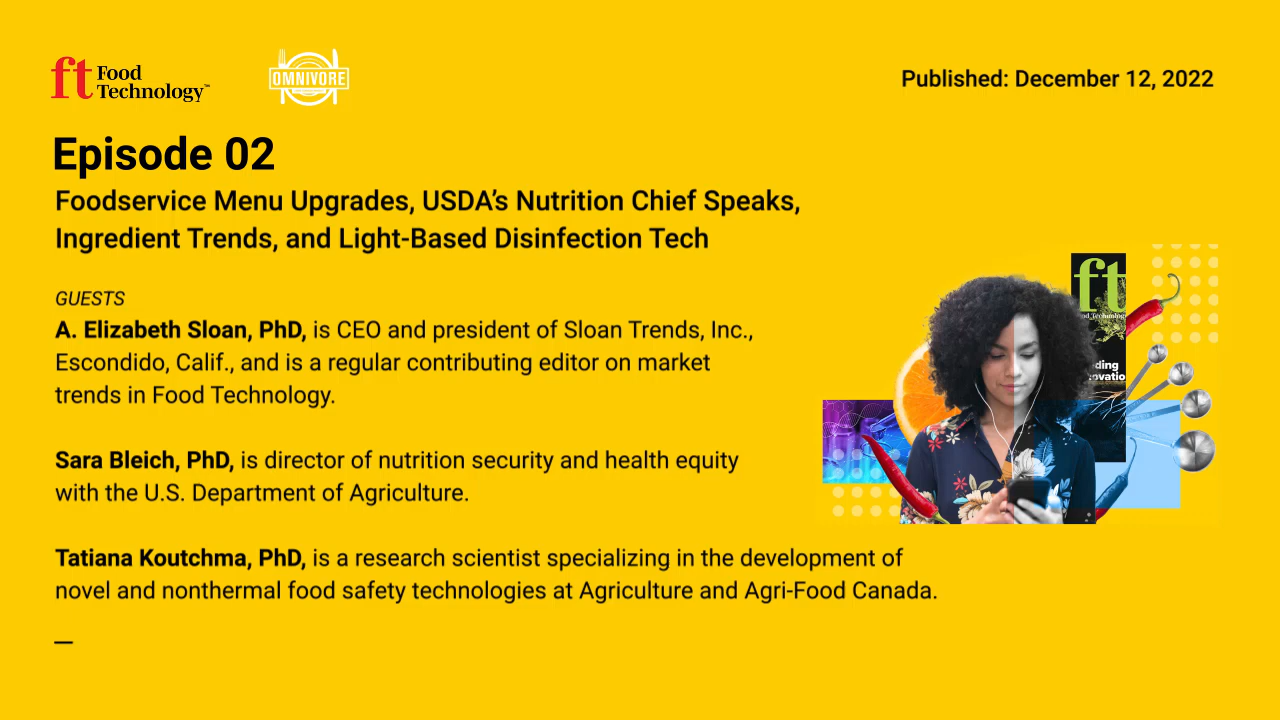 ft Food
Technology™
OMNIVORE
Published: December 12, 2022
Episode 02
Foodservice Menu Upgrades, USDA’s Nutrition Chief Speaks,
Ingredient Trends, and Light-Based Disinfection Tech
GUESTS
A. Elizabeth Sloan, PhD, is CEO and president of Sloan Trends, Inc.,
Escondido, Calif., and is a regular contributing editor on market
trends in Food Technology.
Sara Bleich, PhD, is director of nutrition security and health equity
with the U.S. Department of Agriculture.
Tatiana Koutchma, PhD, is a research scientist specializing in the development of
novel and nonthermal food safety technologies at Agriculture and Agri-Food Canada.
—
ft